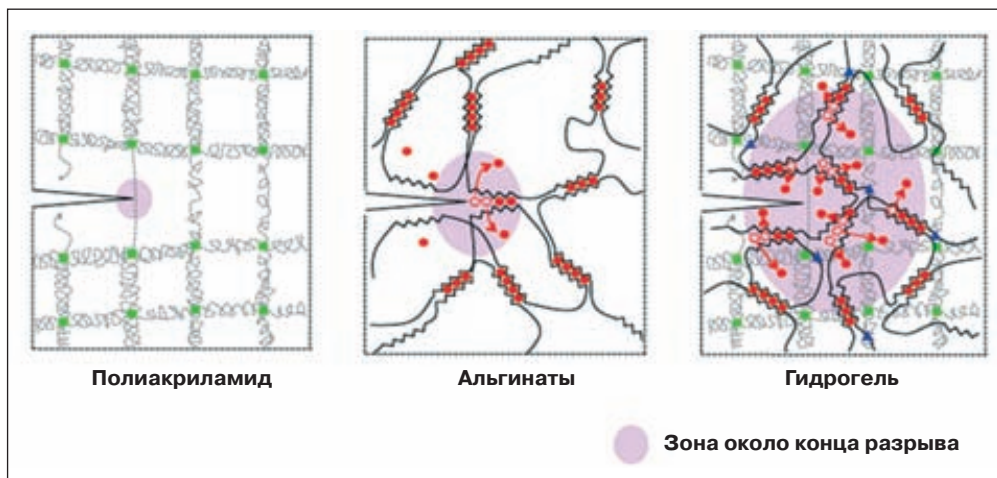 Полиакриламид
Альгинаты
Гидрогель
Зона около конца разрыва